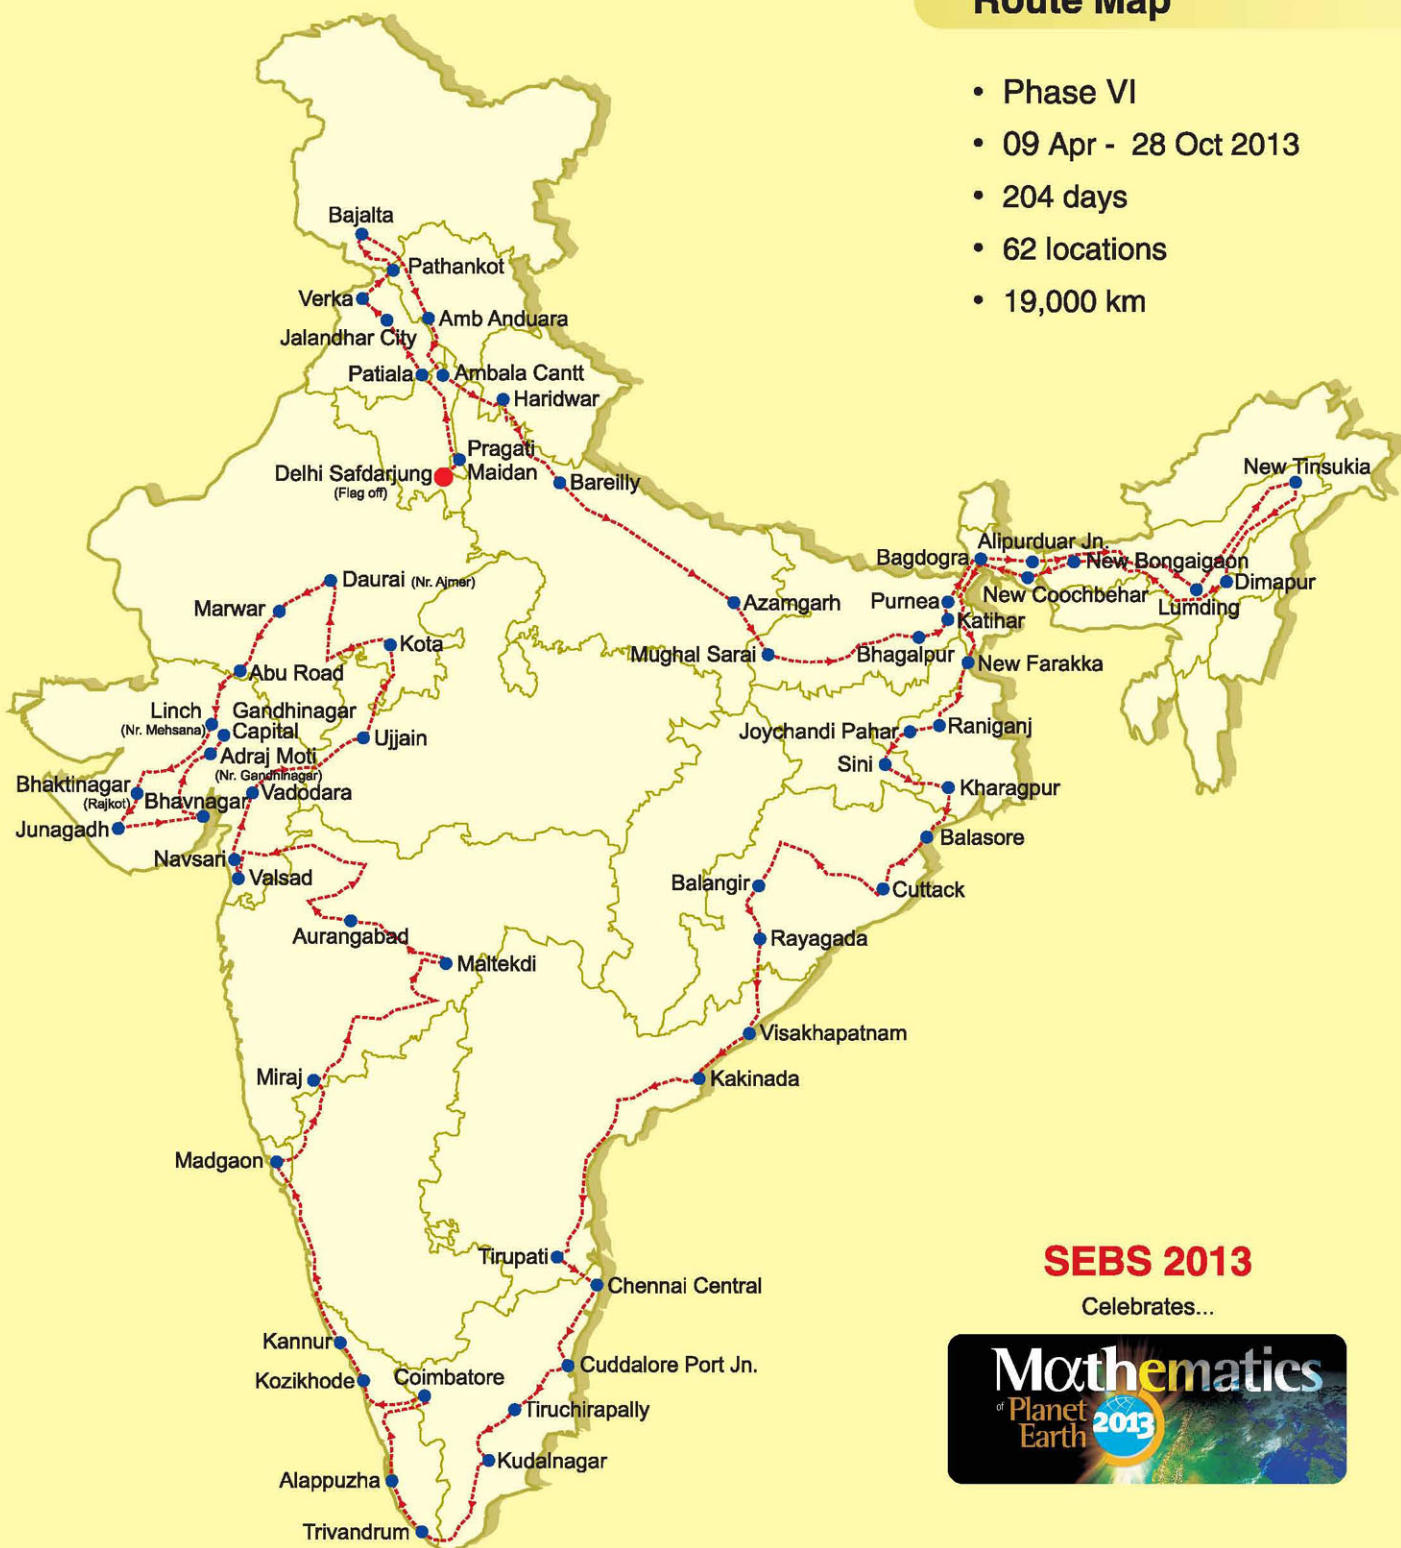 Route Map
• Phase VI
• 09 Apr - 28 Oct 2013
• 204 days
• 62 locations
• 19,000 km
Bajalta
Pathankot
Verka
Amb Anduara
Jalandhar City
Patiala
Ambala Cantt
Haridwar
Pragati
Maidan
Delhi Safdarjung
(Flag off)
Bareilly
New Tinsukia
Alipurduar Jn.
Bagdogra
New Bongaigaon
Daurai (Nr. Ajmer)
Dimapur
New Coochbehar
Marwar
Azamgarh
Purnea
Lumding
Katihar
Kota
Mughal Sarai
Bhagalpur
New Farakka
Abu Road
Linch
(Nr. Mehsana)
Gandhinagar
Capital
Joychandi Pahar
Raniganj
Ujjain
Adraj Moti
(Nr. Gandhinagar)
Sini
Bhaktinagar
(Rajkot)
Bhavnagar
Vadodara
Kharagpur
Junagadh
Balasore
Navsari
Valsad
Balangir
Cuttack
Aurangabad
Rayagada
Maltekdi
Visakhapatnam
Miraj
Kakinada
Madgaon
Tirupati
Chennai Central
Kannur
Cuddalore Port Jn.
Kozikhode
Coimbatore
Tiruchirapally
Kudalnagar
Alappuzha
Trivandrum
SEBS 2013
Celebrates...
Mathematics
of Planet
Earth
2013